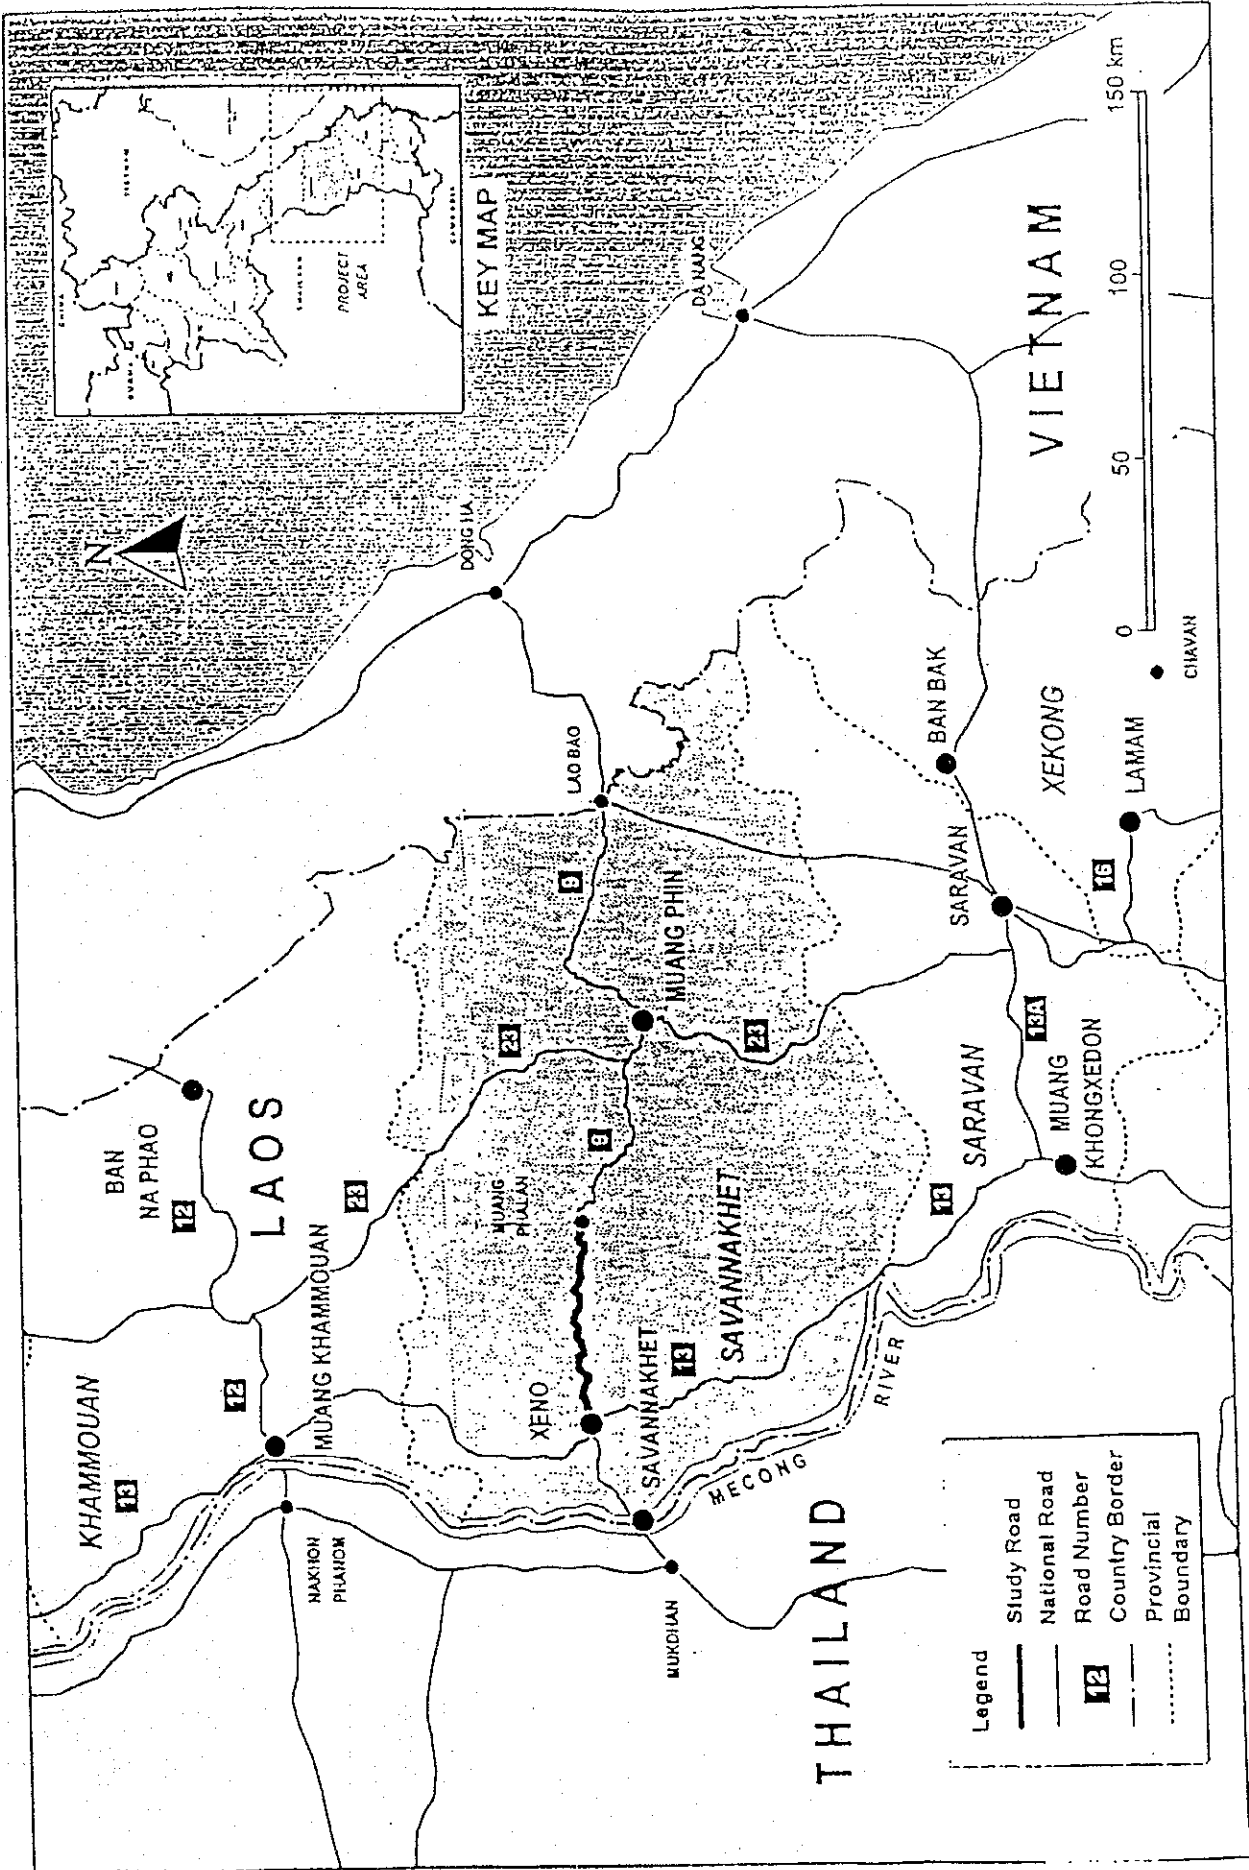 KHAMMOUAN
13
12
BAN
NA PHAO
12
LAOS
N
KEY MAP
PROJECT
AREA
NAKHON
PHANOM
MUANG KHAMMOUAN
23
23
MUANG
PHALAN
DONG HA
9
9
LAO BAO
XENO
SAVANNAKHET
13
SAVANNAKHET
MUANG PHIN
23
DA NANG
MUKDHAN
MECONG
RIVER
THAILAND
13
SARAVAN
SARAVAN
BAN BAK
VIETNAM
13A
MUANG
KHONGXEDON
XEKONG
16
LAMAM
CHAVAN
0
50
100
150 km
Legend
Study Road
National Road
12 Road Number
Country Border
Provincial
Boundary